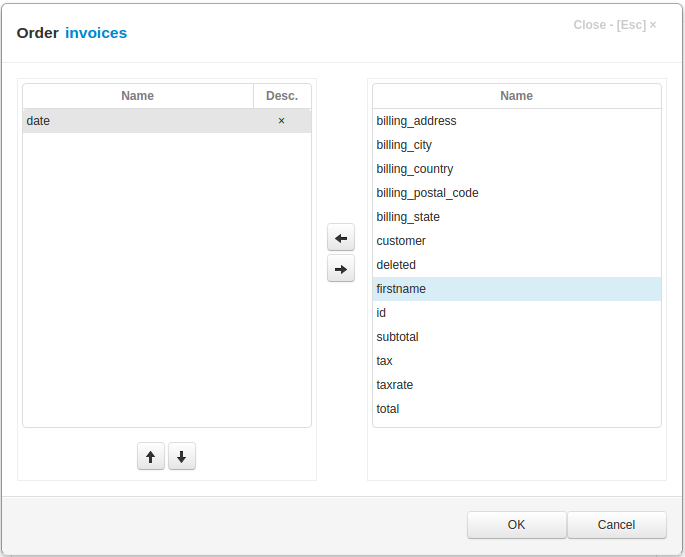 Order invoices
Close - [Esc] ×
Name Desc.
date ×
Name
billing_address
billing_city
billing_country
billing_postal_code
billing_state
customer
deleted
firstname
id
subtotal
tax
taxrate
total
OK Cancel